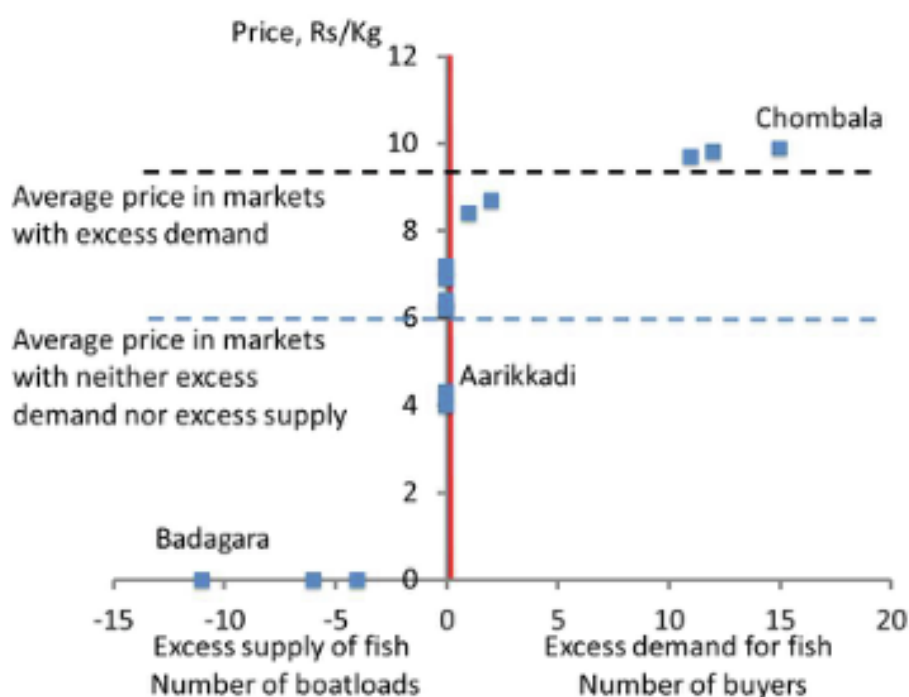 Price, Rs/Kg
12
Chombala
10
Average price in markets
with excess demand
8
6
Average price in markets
with neither excess
demand nor excess supply
Aarikkadi
4
2
Badagara
0
-15 -10 -5 0 5 10 15 20
Excess supply of fish
Number of boatloads
Excess demand for fish
Number of buyers